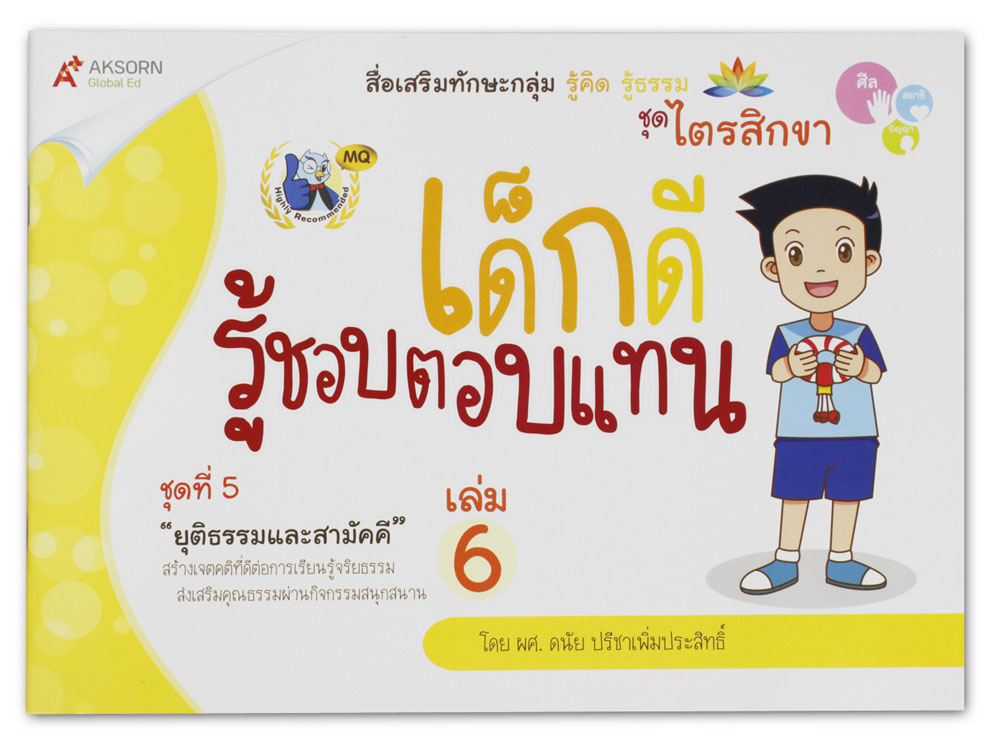 AKSORN
Global Ed
สื่อเสริมทักษะกลุ่ม รู้คิด รู้ธรรม
ชุดไตรสิกขา
ศีล
สมาธิ
ปัญญา
MQ
Highly Recommended
เด็กดี
รู้ชอบตอบแทน
ชุดที่ 5
“ยุติธรรมและสามัคคี”
สร้างเจตคติที่ดีต่อการเรียนรู้จริยธรรม
ส่งเสริมคุณธรรมผ่านกิจกรรมสนุกสนาน
เล่ม
6
โดย ผศ. ดนัย ปรีชาเพิ่มประสิทธิ์